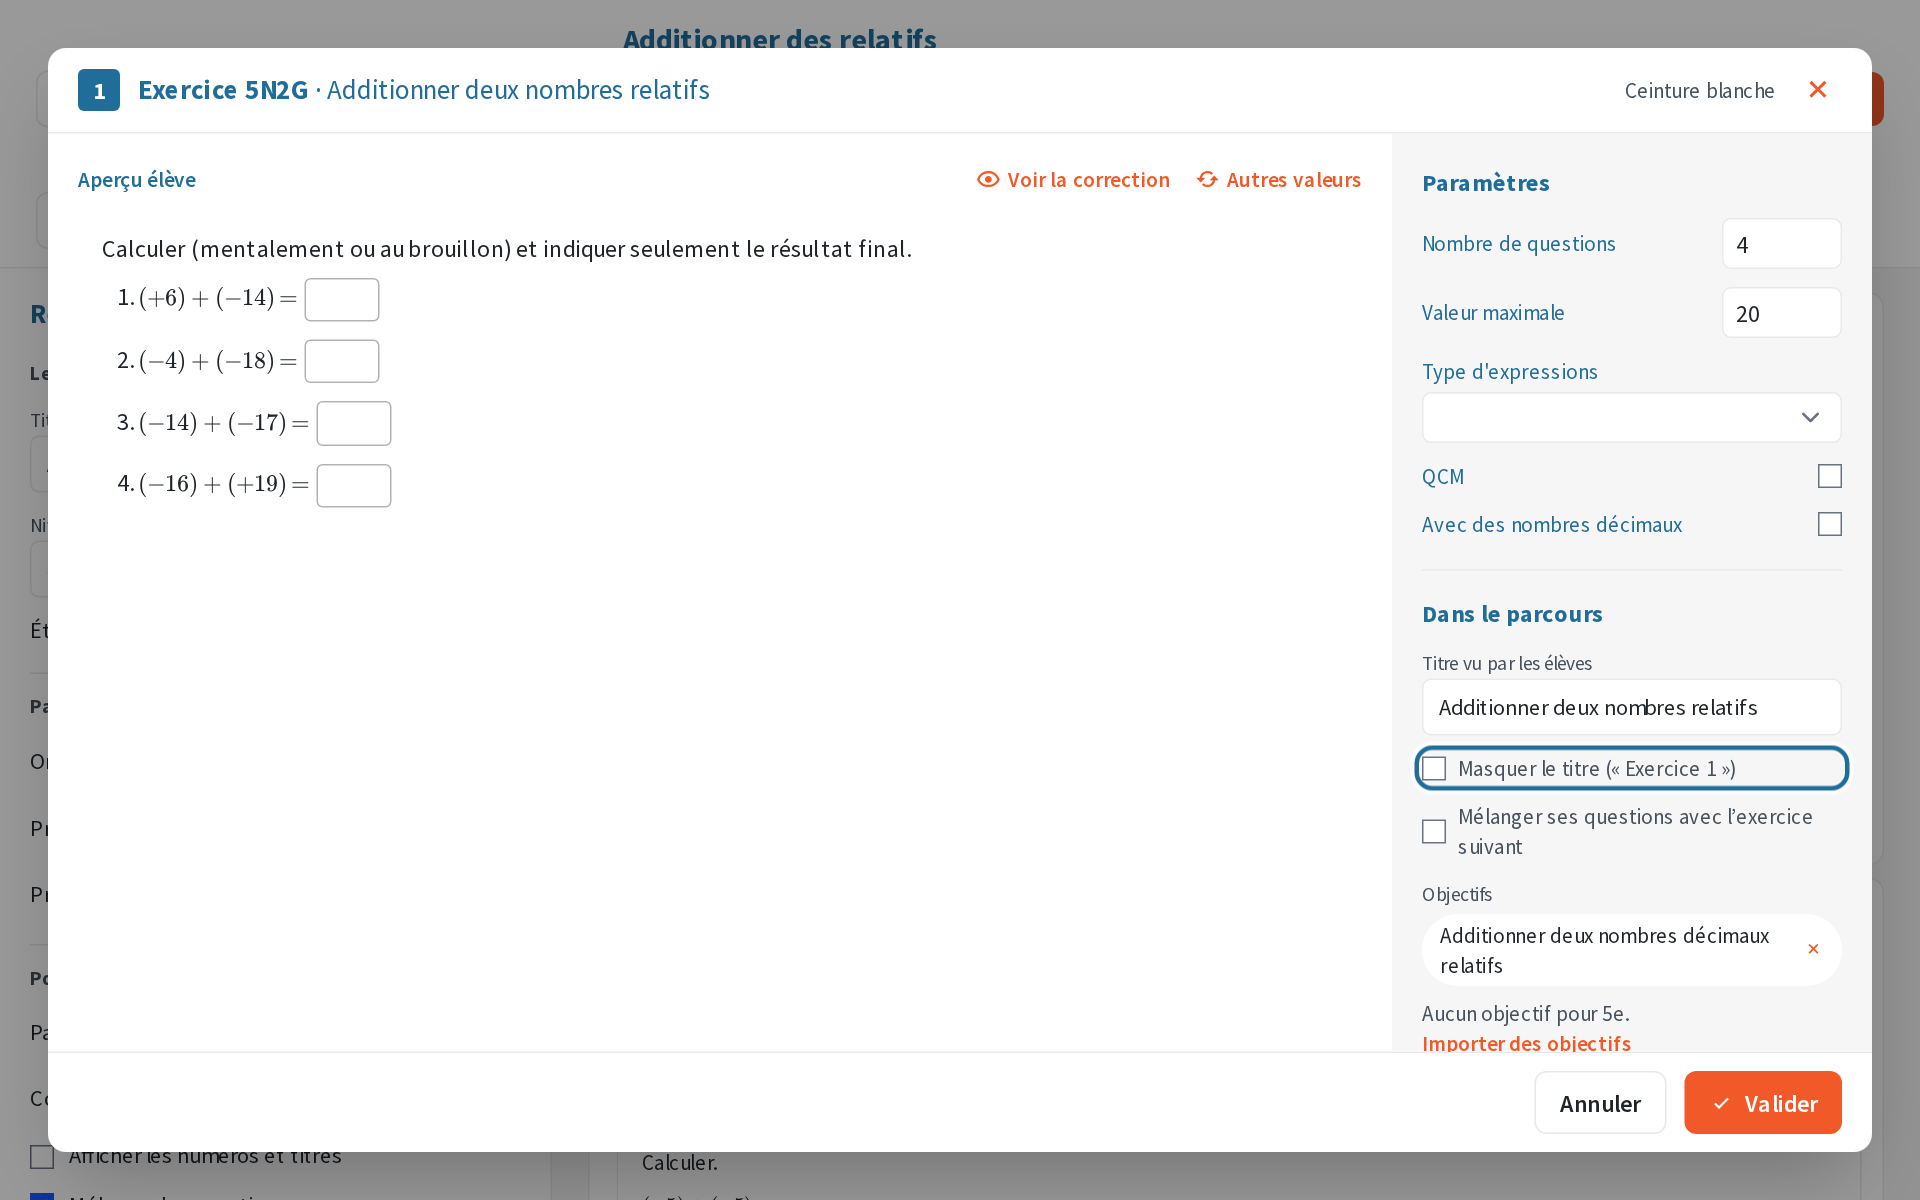 Additionner des relatifs
1 Exercice 5N2G · Additionner deux nombres relatifs
Ceinture blanche
Aperçu élève
Voir la correction
Autres valeurs
Calculer (mentalement ou au brouillon) et indiquer seulement le résultat final.
1. (+6) + (−14) =
2. (−4) + (−18) =
3. (−14) + (−17) =
4. (−16) + (+19) =
Paramètres
Nombre de questions
4
Valeur maximale
20
Type d'expressions
QCM
Avec des nombres décimaux
Dans le parcours
Titre vu par les élèves
Additionner deux nombres relatifs
Masquer le titre (« Exercice 1 »)
Mélanger ses questions avec l’exercice
suivant
Objectifs
Additionner deux nombres décimaux
relatifs
Aucun objectif pour 5e.
Importer des objectifs
Annuler
Valider
Afficher les numéros et titres
Calculer.